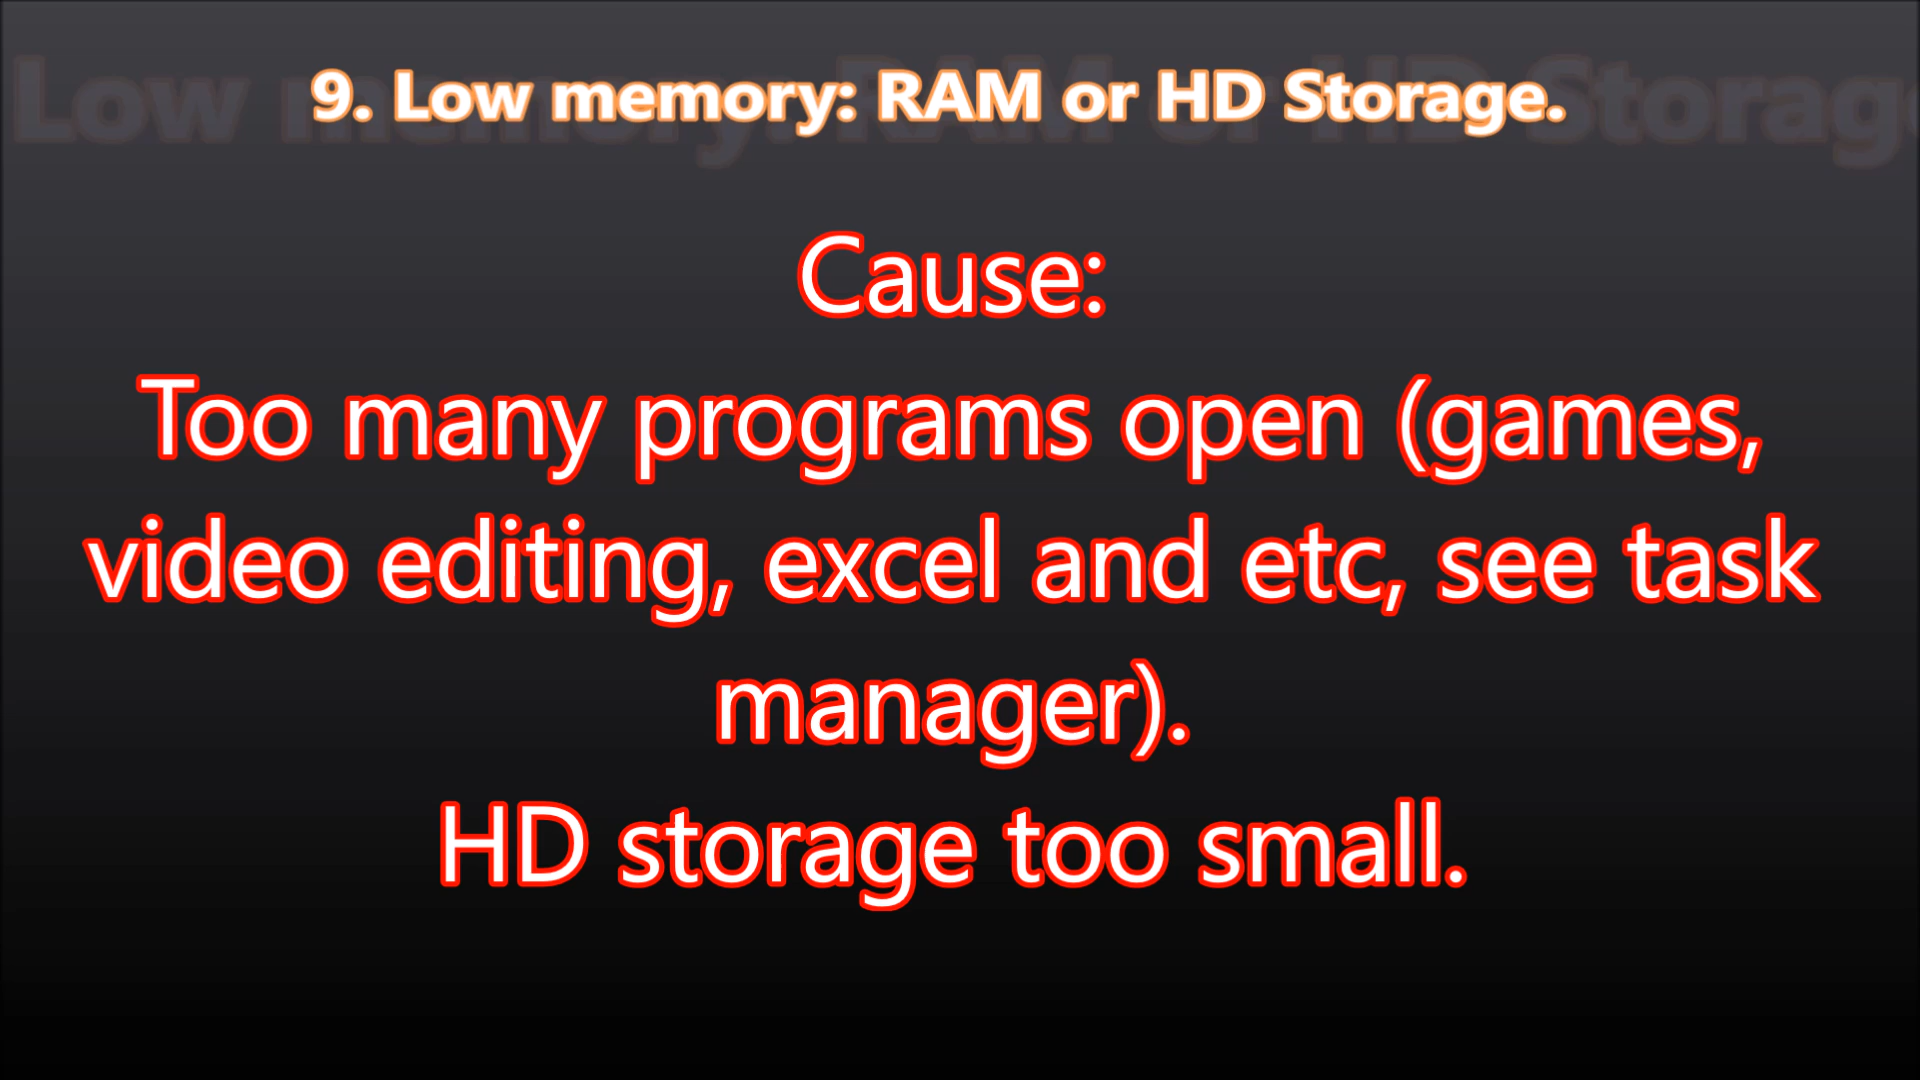 9. Low memory: RAM or HD Storage.
Cause:
Too many programs open (games,
video editing, excel and etc, see task
manager).
HD storage too small.